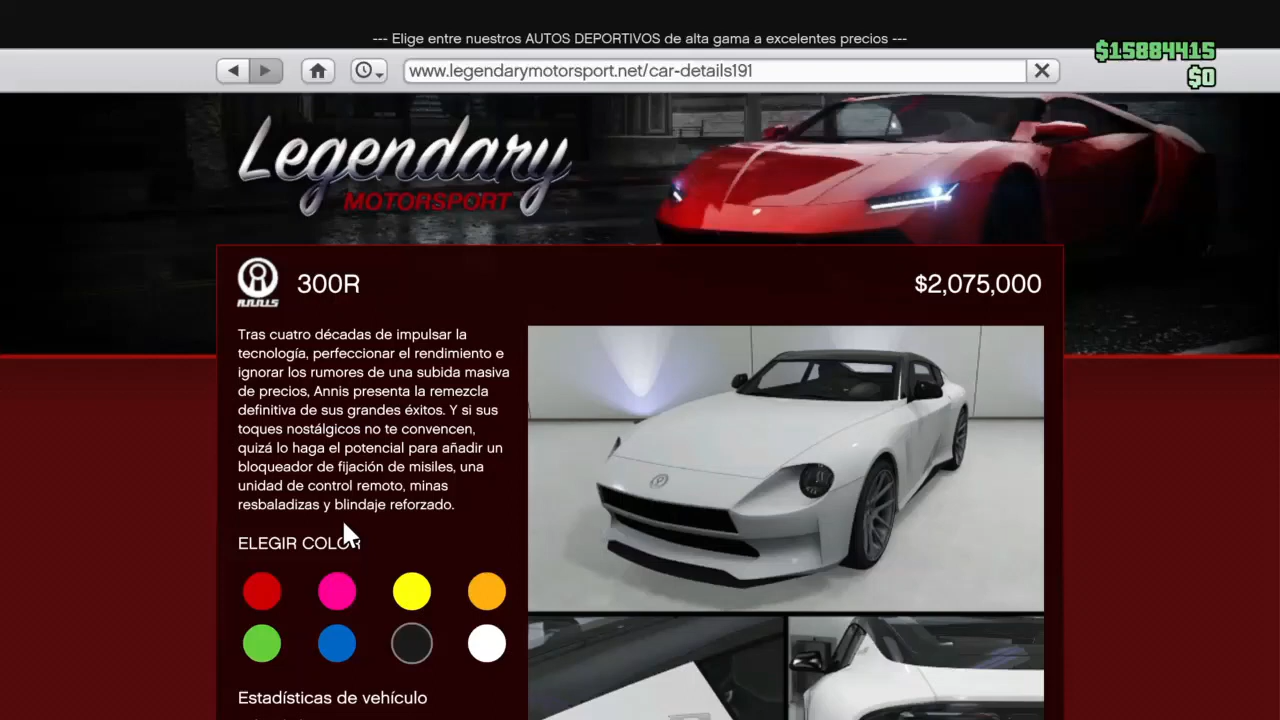 --- Elige entre nuestros AUTOS DEPORTIVOS de alta gama a excelentes precios ---
$15884415
www.legendarymotorsport.net/car-details191
$0
Legendary
MOTORSPORT
ANNIS
300R
$2,075,000
Tras cuatro décadas de impulsar la
tecnología, perfeccionar el rendimiento e
ignorar los rumores de una subida masiva
de precios, Annis presenta la remezcla
definitiva de sus grandes éxitos. Y si sus
toques nostálgicos no te convencen,
quizá lo haga el potencial para añadir un
bloqueador de fijación de misiles, una
unidad de control remoto, minas
resbaladizas y blindaje reforzado.
ELEGIR COLOR
Estadísticas de vehículo